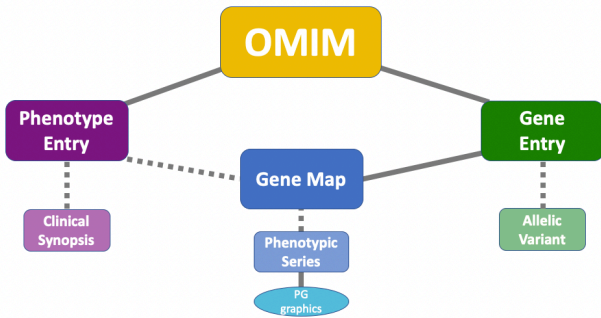 OMIM
Phenotype
Entry
Gene
Entry
Gene Map
Clinical
Synopsis
Allelic
Variant
Phenotypic
Series
PG
graphics